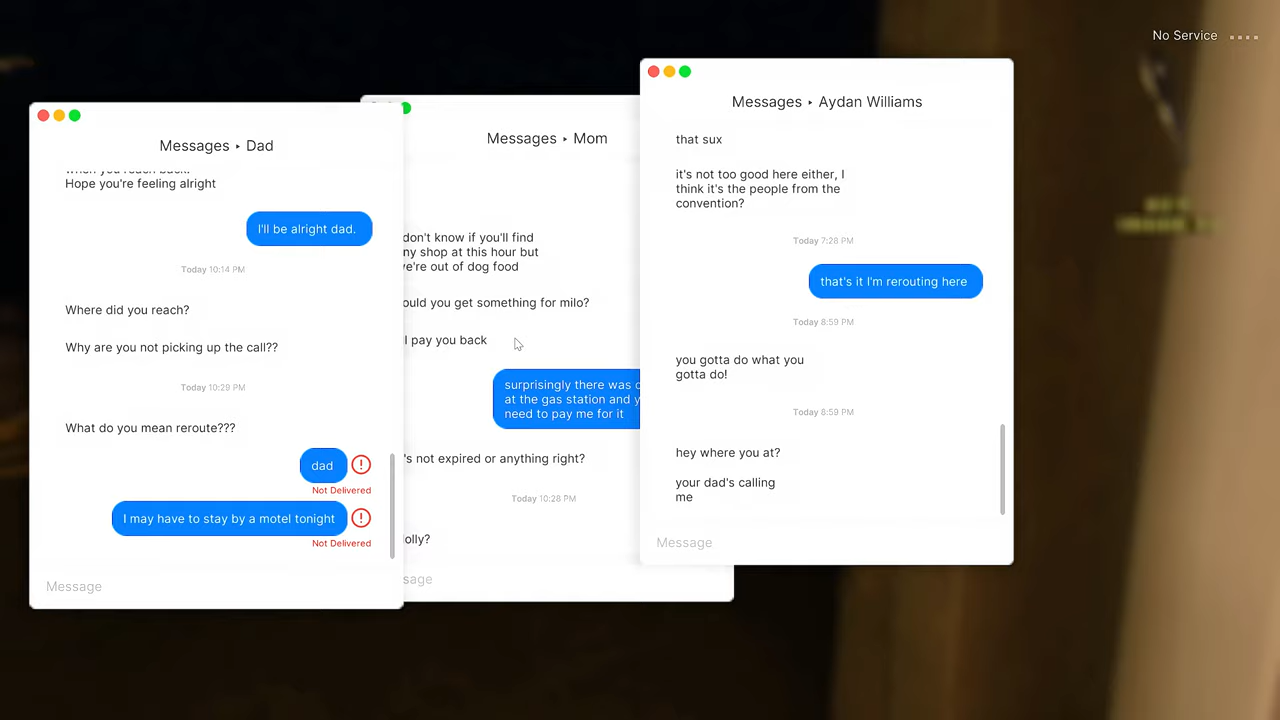 No Service
Messages ‣ Dad
Hope you're feeling alright
I'll be alright dad.
Today 10:14 PM
Where did you reach?
Why are you not picking up the call??
Today 10:29 PM
What do you mean reroute???
dad
Not Delivered
I may have to stay by a motel tonight
Not Delivered
Message
Messages ‣ Mom
don't know if you'll find
ny shop at this hour but
ve're out of dog food
ould you get something for milo?
l pay you back
surprisingly there was
at the gas station and
need to pay me for it
's not expired or anything right?
Today 10:28 PM
olly?
sage
Messages ‣ Aydan Williams
that sux
it's not too good here either, I
think it's the people from the
convention?
Today 7:28 PM
that's it I'm rerouting here
Today 8:59 PM
you gotta do what you
gotta do!
Today 8:59 PM
hey where you at?
your dad's calling
me
Message